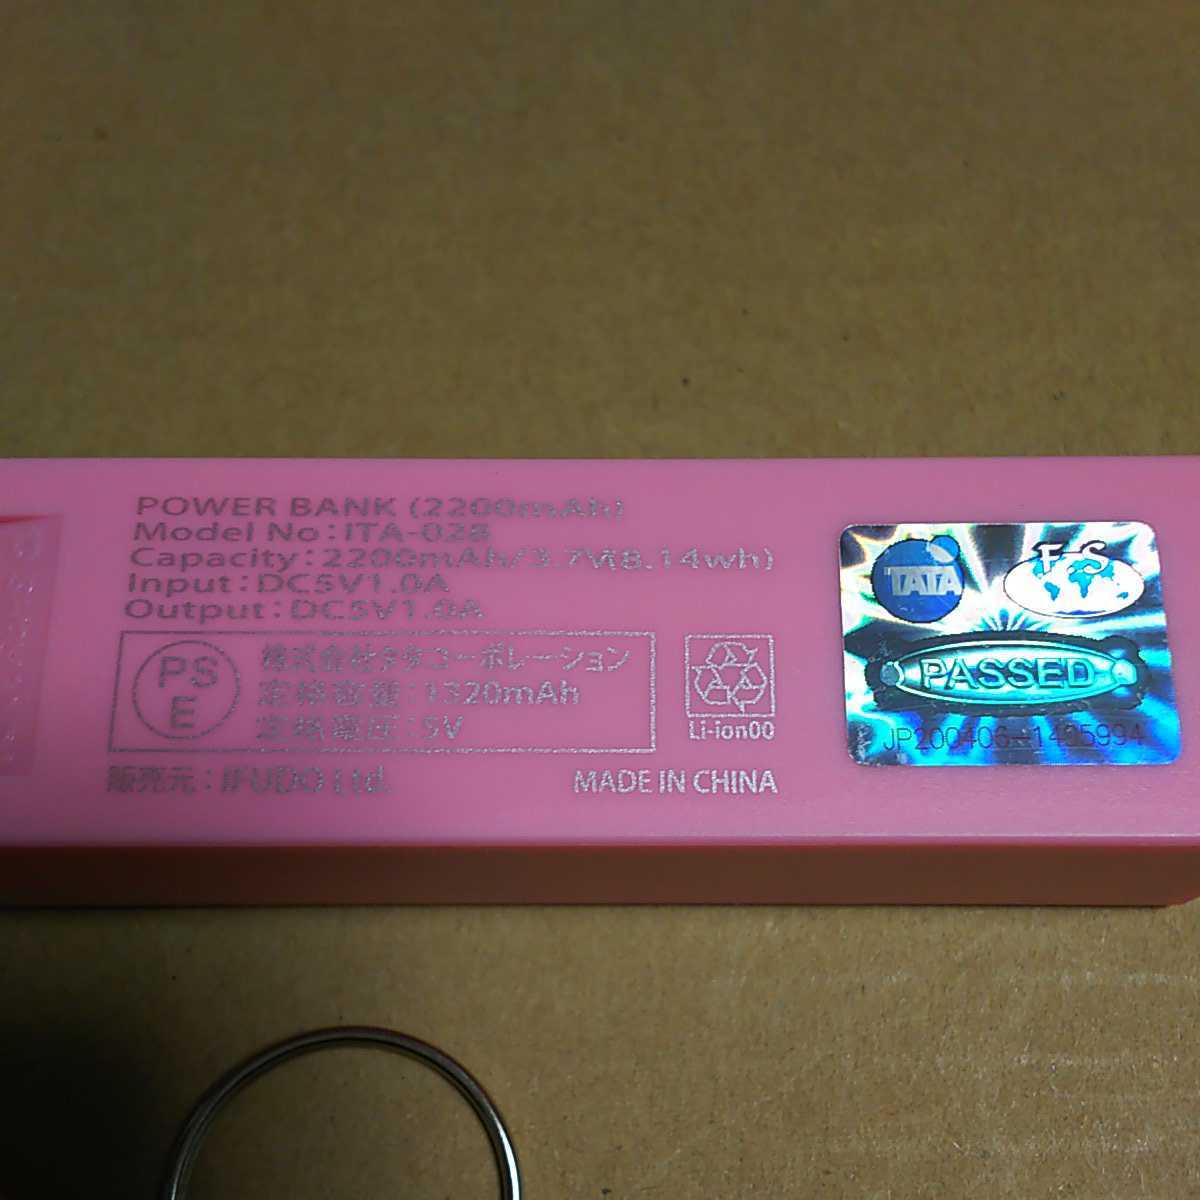 POWER BANK (2200mAh)
Model No:ITA-028
Capacity:2200mAh/3.7V(8.14wh)
Input:DC5V1.0A
Output:DC5V1.0A
PS
E
株式会社タタコーポレーション
定格容量:1320mAh
定格電圧:5V
Li-ion00
販売元:IFUDO Ltd.
MADE IN CHINA
TATA
F-S
PASSED
JP200406-1495994